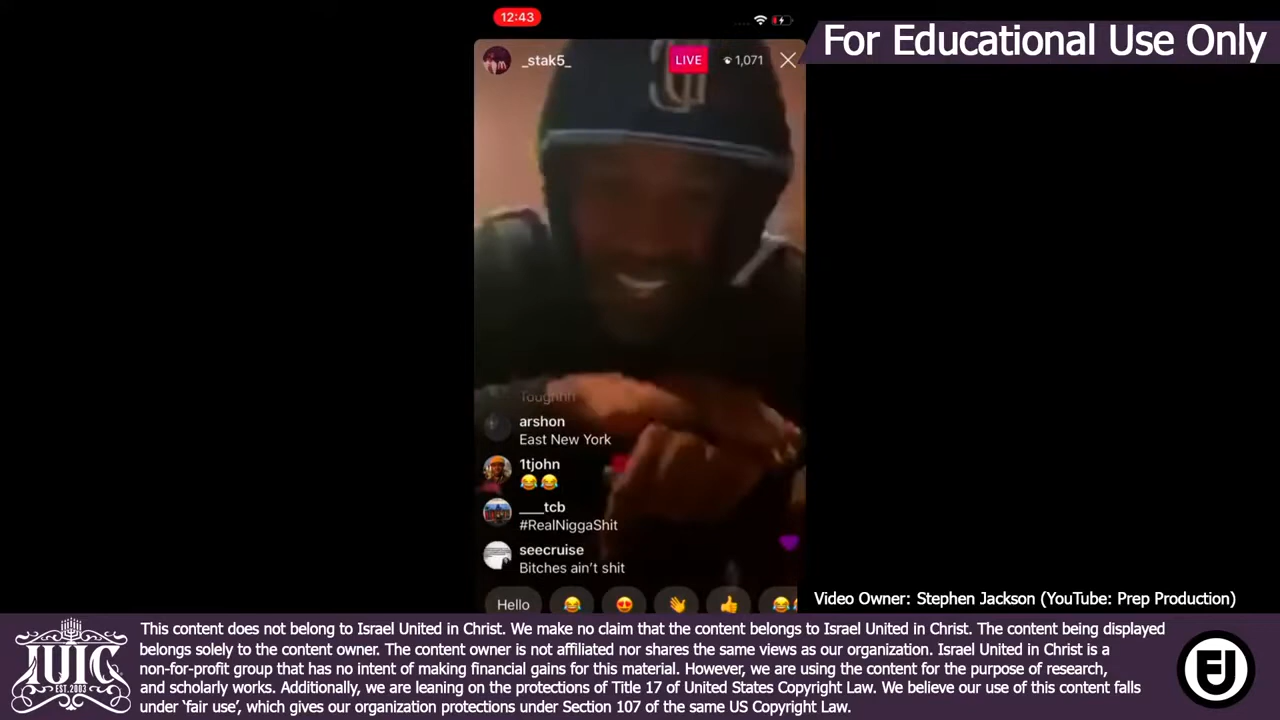 12:43
For Educational Use Only
_stak5_
LIVE
1,071
Toughhh
arshon
East New York
1tjohn
😂😂
____tcb
#RealNiggaShit
seecruise
Bitches ain't shit
Hello
Video Owner: Stephen Jackson (YouTube: Prep Production)
This content does not belong to Israel United in Christ. We make no claim that the content belongs to Israel United in Christ. The content being displayed
belongs solely to the content owner. The content owner is not affiliated nor shares the same views as our organization. Israel United in Christ is a
non-for-profit group that has no intent of making financial gains for this material. However, we are using the content for the purpose of research,
and scholarly works. Additionally, we are leaning on the protections of Title 17 of United States Copyright Law. We believe our use of this content falls
under 'fair use', which gives our organization protections under Section 107 of the same US Copyright Law.
IUIC
EST. 2003